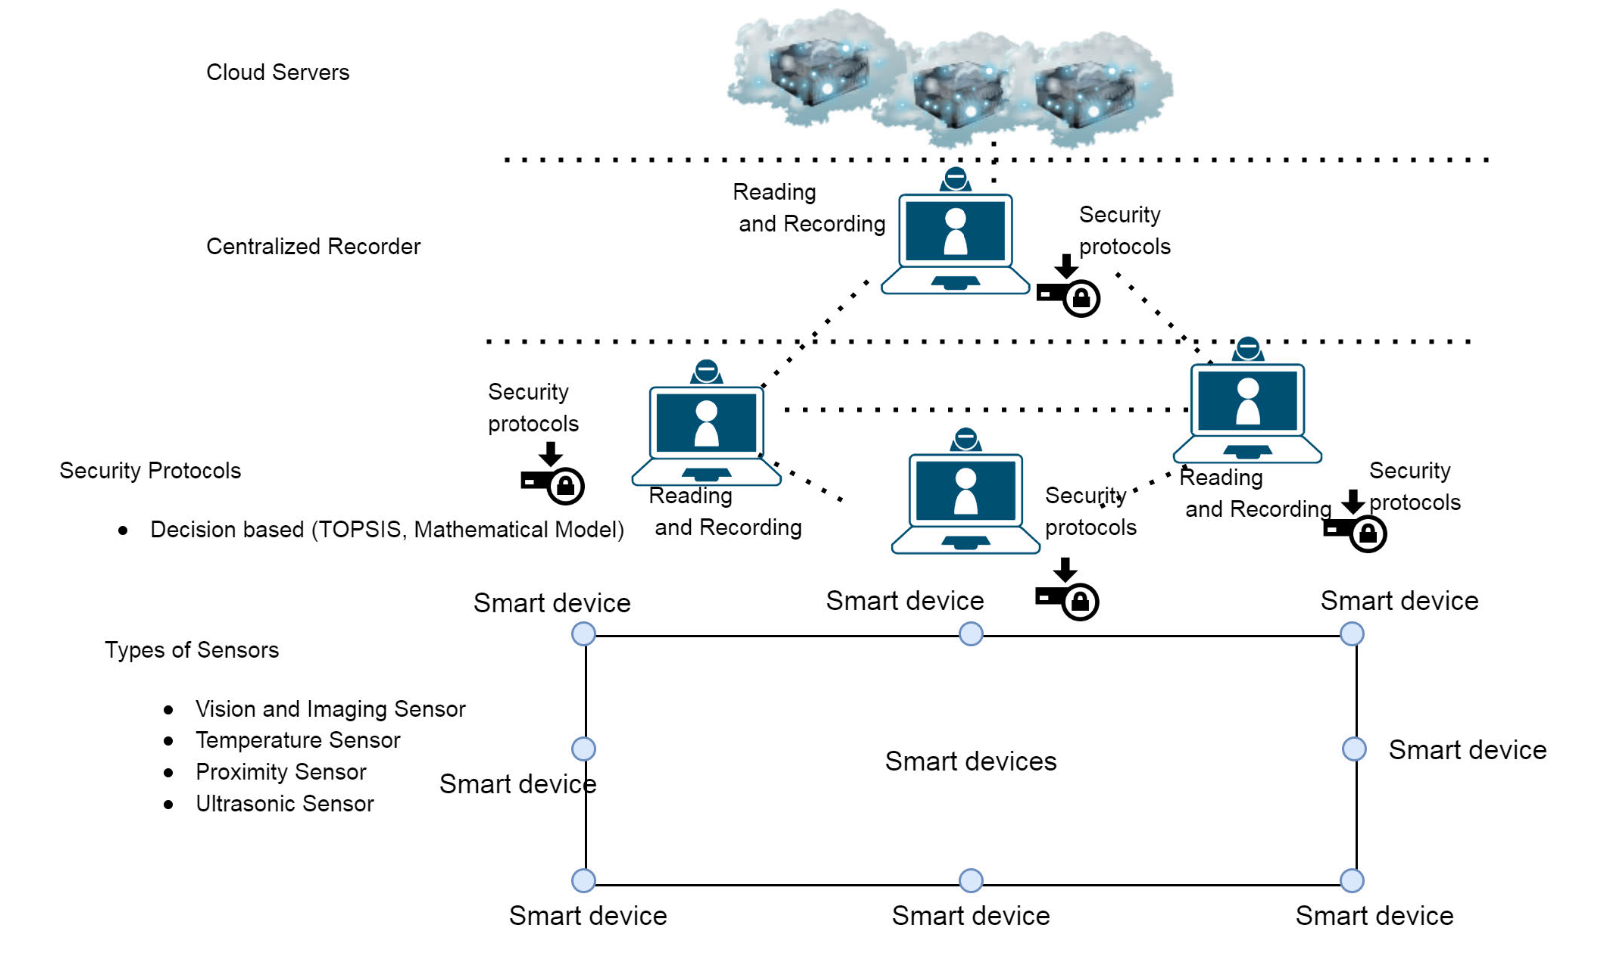 Cloud Servers
Reading
and Recording
Security
protocols
Centralized Recorder
Security
protocols
Security Protocols
● Decision based (TOPSIS, Mathematical Model)
Reading
and Recording
Security
protocols
Reading
and Recording
Security
protocols
Smart device
Smart device
Smart device
Types of Sensors
● Vision and Imaging Sensor
● Temperature Sensor
● Proximity Sensor
● Ultrasonic Sensor
Smart device
Smart devices
Smart device
Smart device
Smart device
Smart device